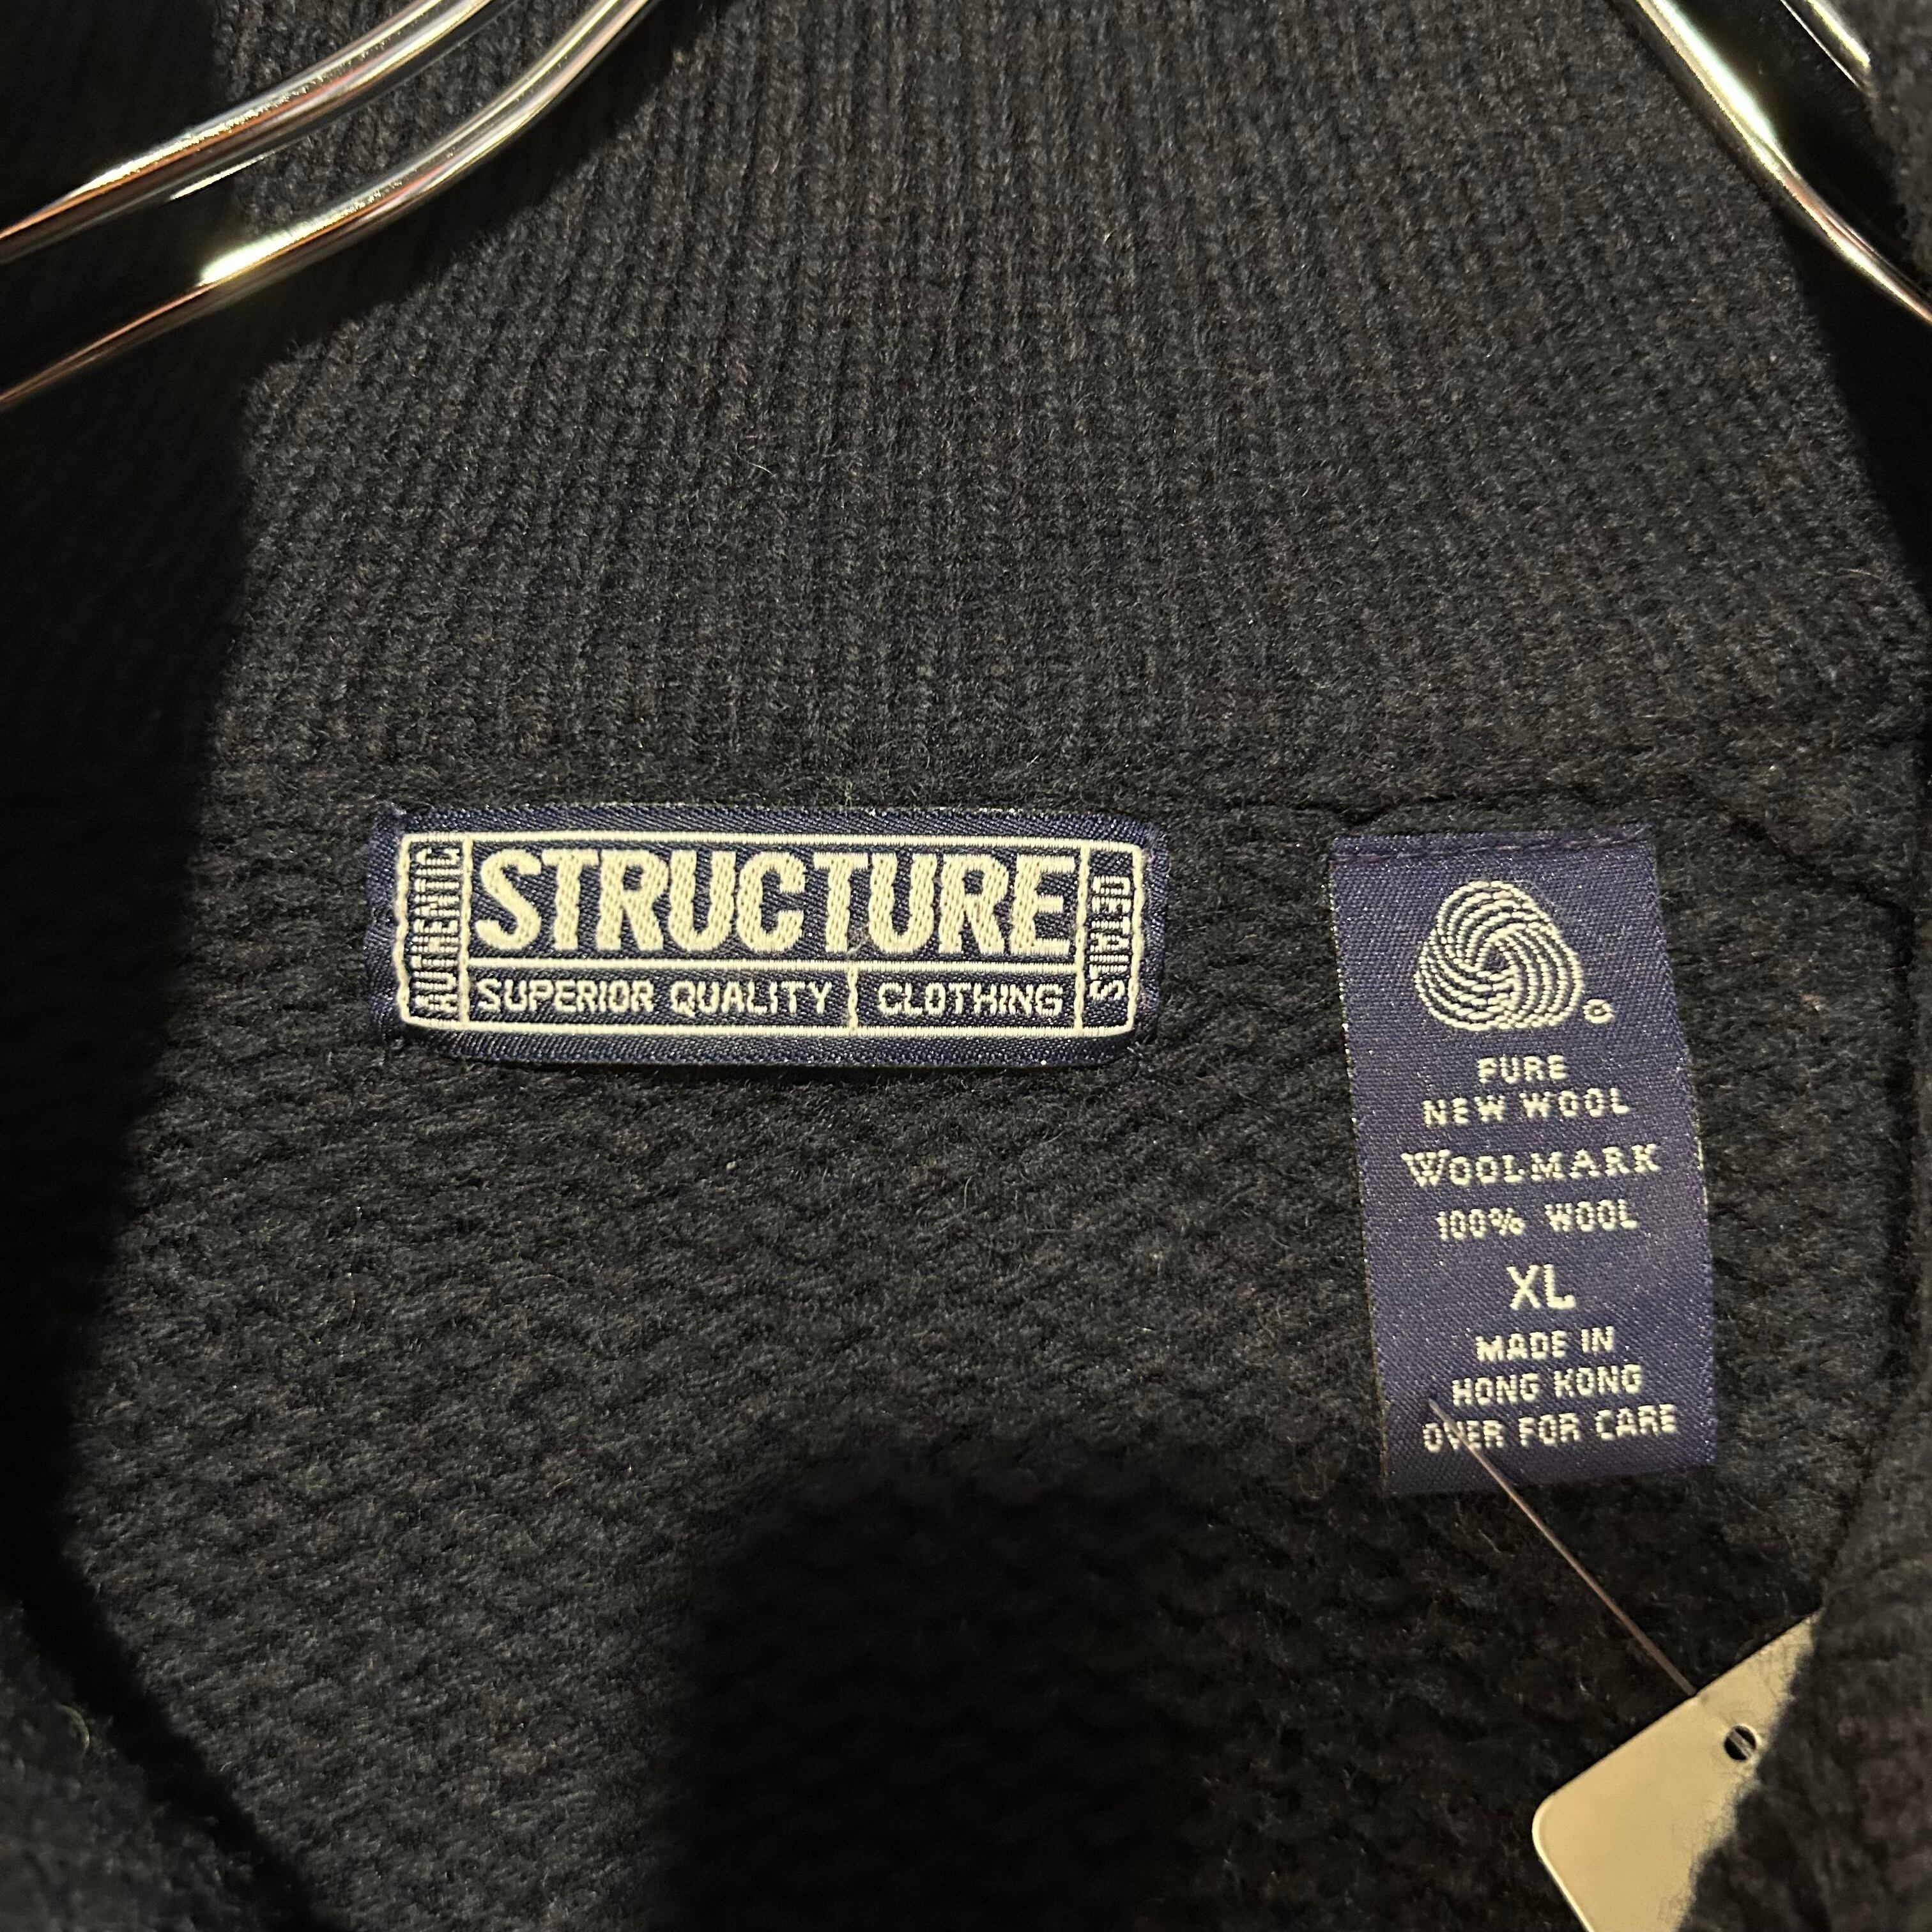 AUTHENTIC
STRUCTURE
SUPERIOR QUALITY CLOTHING
PURE
NEW WOOL
WOOLMARK
100% WOOL
XL
MADE IN
HONG KONG
OVER FOR CARE